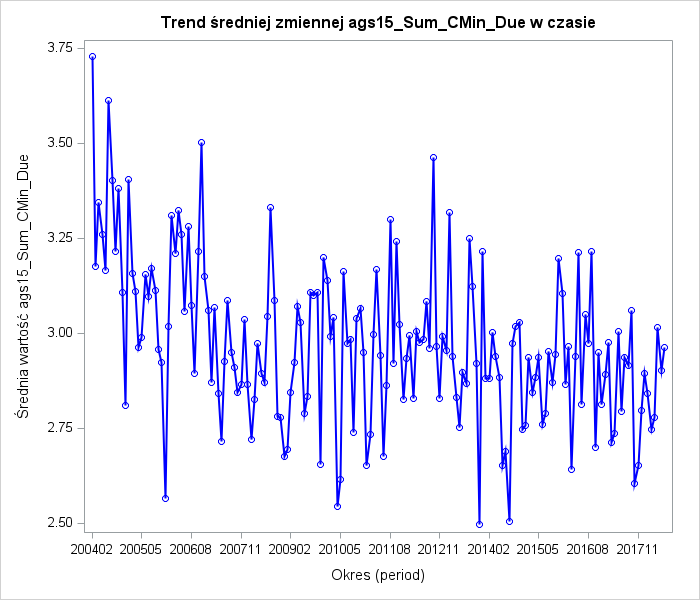 Trend średniej zmiennej ags15_Sum_CMin_Due w czasie
Średnia wartość ags15_Sum_CMin_Due
3.75
3.50
3.25
3.00
2.75
2.50
200402 200505 200608 200711 200902 201005 201108 201211 201402 201505 201608 201711
Okres (period)